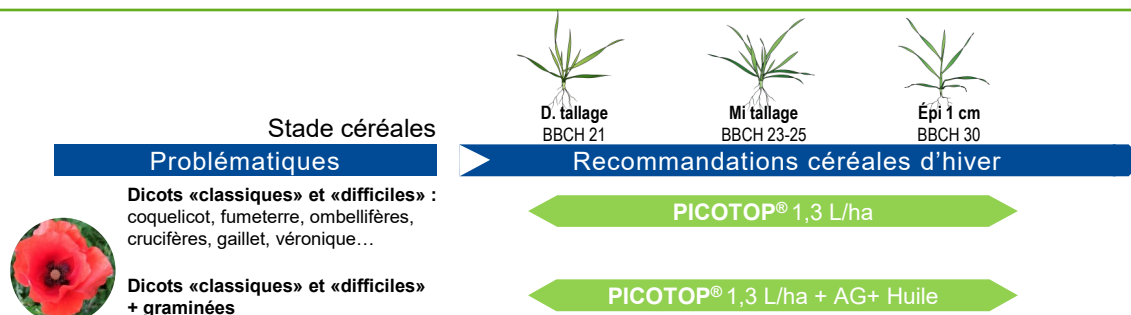 D. tallage
BBCH 21
Mi tallage
BBCH 23-25
Épi 1 cm
BBCH 30
Stade céréales
Problématiques
Recommandations céréales d’hiver
Dicots «classiques» et «difficiles» :
coquelicot, fumeterre, ombellifères,
crucifères, gaillet, véronique…
PICOTOP® 1,3 L/ha
Dicots «classiques» et «difficiles»
+ graminées
PICOTOP® 1,3 L/ha + AG+ Huile